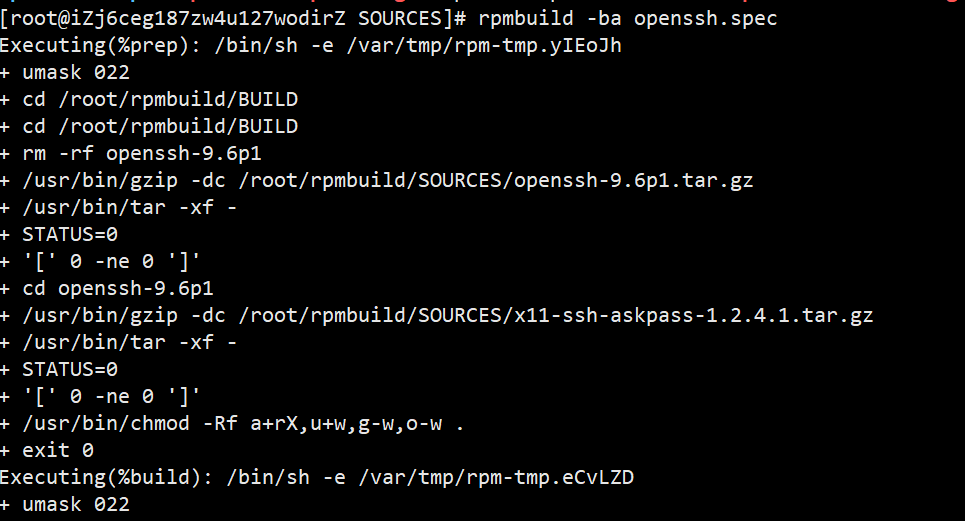 [root@iZj6ceg187zw4u127wodirZ SOURCES]# rpmbuild -ba openssh.spec
Executing(%prep): /bin/sh -e /var/tmp/rpm-tmp.yIEoJh
+ umask 022
+ cd /root/rpmbuild/BUILD
+ cd /root/rpmbuild/BUILD
+ rm -rf openssh-9.6p1
+ /usr/bin/gzip -dc /root/rpmbuild/SOURCES/openssh-9.6p1.tar.gz
+ /usr/bin/tar -xf -
+ STATUS=0
+ '[' 0 -ne 0 ']'
+ cd openssh-9.6p1
+ /usr/bin/gzip -dc /root/rpmbuild/SOURCES/x11-ssh-askpass-1.2.4.1.tar.gz
+ /usr/bin/tar -xf -
+ STATUS=0
+ '[' 0 -ne 0 ']'
+ /usr/bin/chmod -Rf a+rX,u+w,g-w,o-w .
+ exit 0
Executing(%build): /bin/sh -e /var/tmp/rpm-tmp.eCvLZD
+ umask 022